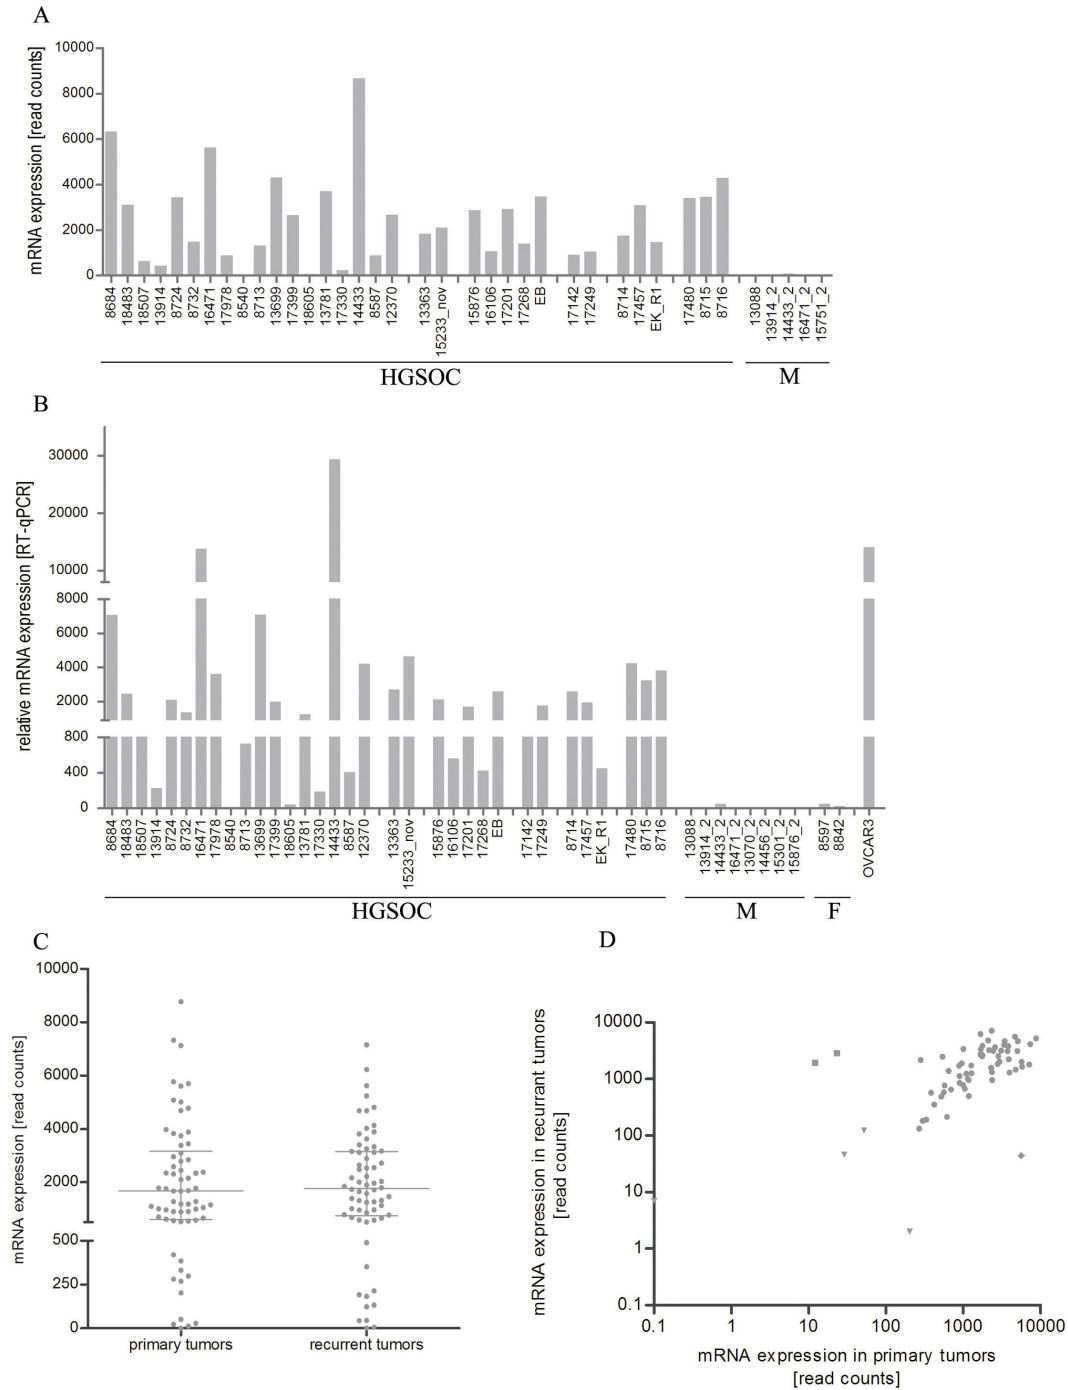 A
mRNA expression [read counts]
10000
8000
6000
4000
2000
0
8684 18483 18507 13914 8724 8732 16471 17978 8540 8713 13699 17399 18605 13781 17330 14433 8587 12370 13363 15233_nov 15876 16106 17201 17268 EB 17142 17249 8714 17457 EK_R1 17480 8715 8716 13088 13914_2 14433_2 16471_2 15751_2
HGSOC M
B
relative mRNA expression [RT-qPCR]
30000
20000
10000
8000
6000
4000
2000
800
400
0
8684 18483 18507 13914 8724 8732 16471 17978 8540 8713 13699 17399 18605 13781 17330 14433 8587 12370 13363 15233_nov 15876 16106 17201 17268 EB 17142 17249 8714 17457 EK_R1 17480 8715 8716 13088 13914_2 14433_2 16471_2 13070_2 14456_2 15301_2 15876_2 8597 8842 OVCAR3
HGSOC M F
C
mRNA expression [read counts]
10000
8000
6000
4000
2000
500
250
0
primary tumors recurrent tumors
D
mRNA expression in recurrant tumors
[read counts]
10000
1000
100
10
1
0.1
0.1 1 10 100 1000 10000
mRNA expression in primary tumors
[read counts]